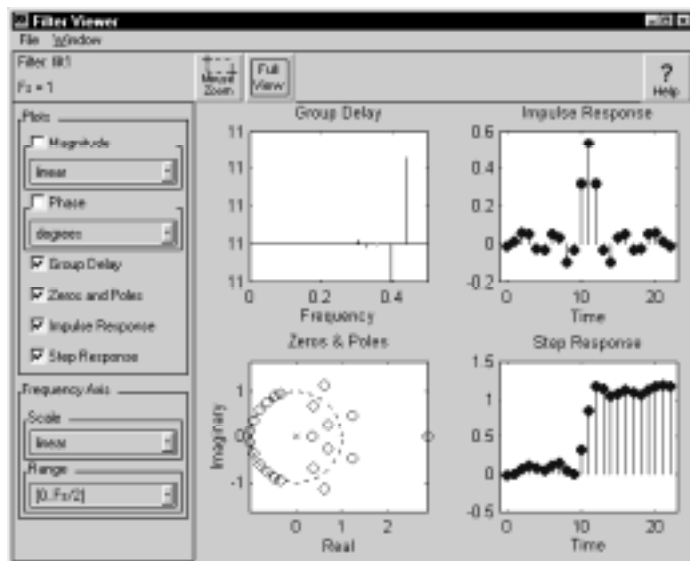 Filter Viewer
File Window
Filter: filt1
Fs = 1
Mouse Zoom
Full View
?
Help
Plots
Magnitude
linear
Phase
degrees
Group Delay
Zeros and Poles
Impulse Response
Step Response
Frequency Axis
Scale
linear
Range
[0..Fs/2]
Group Delay
11
11
11
11
11
0 0.2 0.4
Frequency
Impulse Response
0.6
0.4
0.2
0
-0.2
0 10 20
Time
Zeros & Poles
Imaginary
1
0
-1
0 1 2
Real
Step Response
1.5
1
0.5
0
-0.5
0 10 20
Time